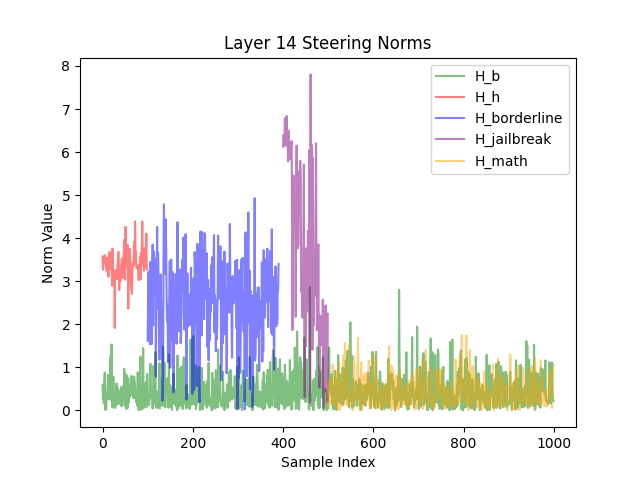 Layer 14 Steering Norms
Norm Value
8
7
6
5
4
3
2
1
0
H_b
H_h
H_borderline
H_jailbreak
H_math
0
200
400
600
800
1000
Sample Index